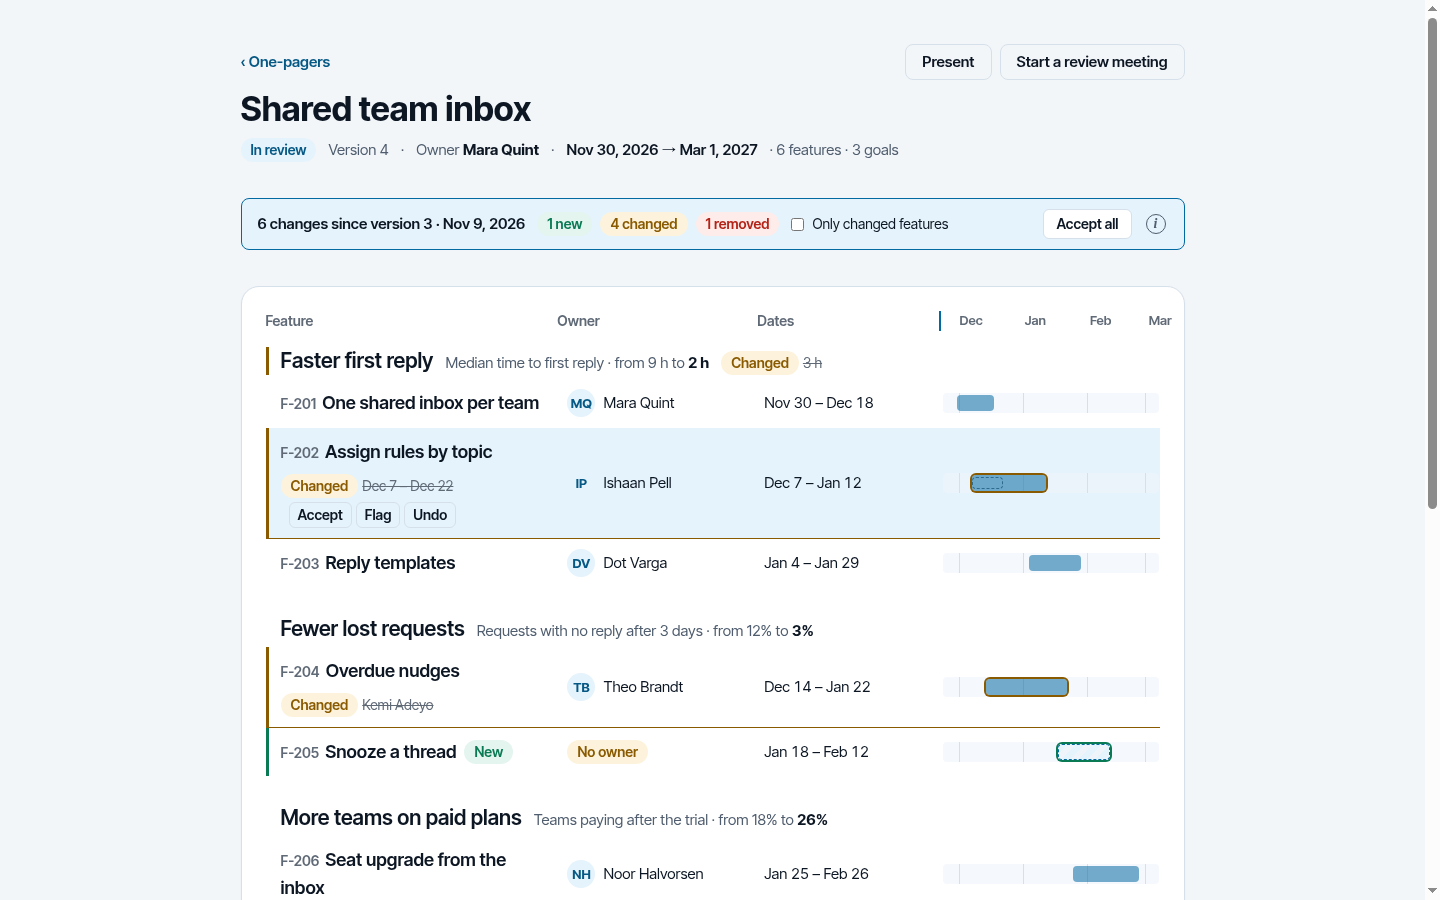 ‹ One-pagers Present Start a review meeting
Shared team inbox
In review Version 4 · Owner Mara Quint · Nov 30, 2026 → Mar 1, 2027 · 6 features · 3 goals
6 changes since version 3 · Nov 9, 2026 1 new 4 changed 1 removed Only changed features Accept all i
Feature Owner Dates Dec Jan Feb Mar
Faster first reply Median time to first reply · from 9 h to 2 h Changed 3 h
F-201 One shared inbox per team MQ Mara Quint Nov 30 – Dec 18
F-202 Assign rules by topic
Changed Dec 7 – Dec 22 IP Ishaan Pell Dec 7 – Jan 12
Accept Flag Undo
F-203 Reply templates DV Dot Varga Jan 4 – Jan 29
Fewer lost requests Requests with no reply after 3 days · from 12% to 3%
F-204 Overdue nudges
TB Theo Brandt Dec 14 – Jan 22
Changed Kemi Adeyo
F-205 Snooze a thread New No owner Jan 18 – Feb 12
More teams on paid plans Teams paying after the trial · from 18% to 26%
F-206 Seat upgrade from the
inbox NH Noor Halvorsen Jan 25 – Feb 26